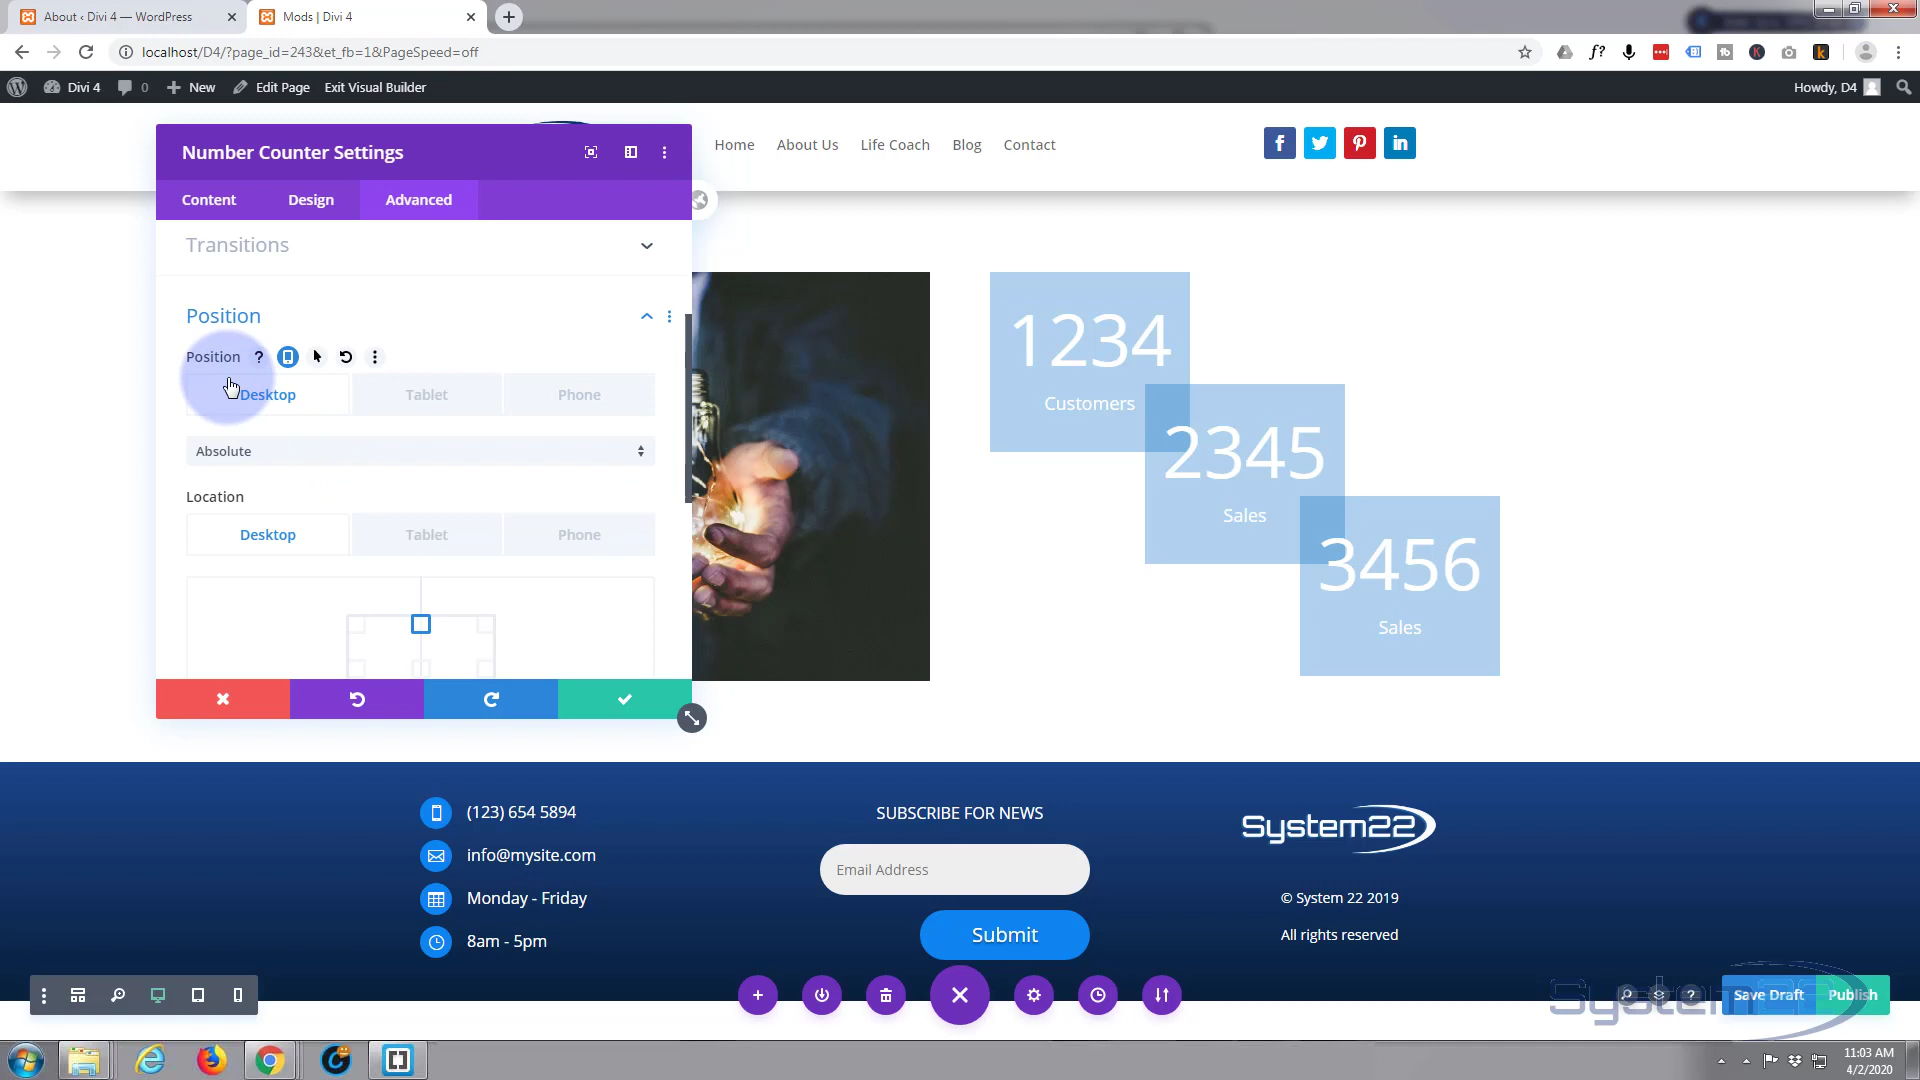 About ‹ Divi 4 — WordPress
Mods | Divi 4
localhost/D4/?page_id=243&et_fb=1&PageSpeed=off
Divi 4
0
New
Edit Page
Exit Visual Builder
Howdy, D4
Number Counter Settings
Home
About Us
Life Coach
Blog
Contact
Content
Design
Advanced
Transitions
Position
Position
Desktop
Tablet
Phone
Absolute
Location
Desktop
Tablet
Phone
1234
Customers
2345
Sales
3456
Sales
(123) 654 5894
info@mysite.com
Monday - Friday
8am - 5pm
SUBSCRIBE FOR NEWS
Email Address
Submit
System22
© System 22 2019
All rights reserved
Save Draft
Publish
System22
11:03 AM
4/2/2020